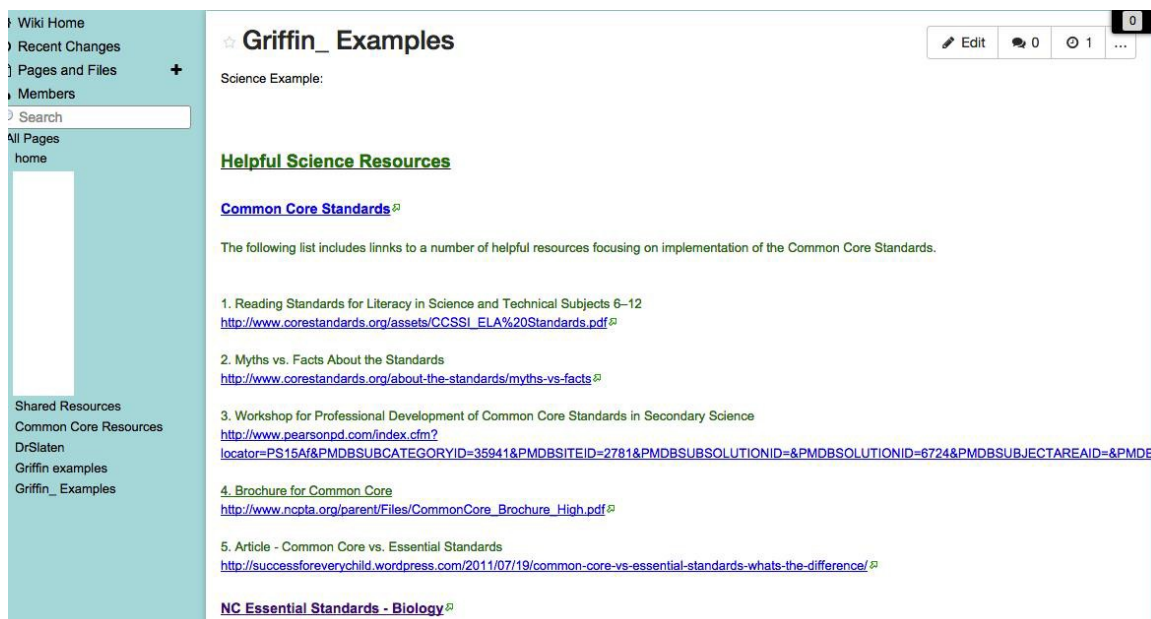 Wiki Home
Recent Changes
Pages and Files +
Members
Search
All Pages
home
Shared Resources
Common Core Resources
DrSlaten
Griffin examples
Griffin_ Examples
0
Griffin_ Examples
Edit 0 1 ...
Science Example:
Helpful Science Resources
Common Core Standards
The following list includes linnks to a number of helpful resources focusing on implementation of the Common Core Standards.
1. Reading Standards for Literacy in Science and Technical Subjects 6–12
http://www.corestandards.org/assets/CCSSI_ELA%20Standards.pdf
2. Myths vs. Facts About the Standards
http://www.corestandards.org/about-the-standards/myths-vs-facts
3. Workshop for Professional Development of Common Core Standards in Secondary Science
http://www.pearsonpd.com/index.cfm?
locator=PS15Af&PMDBSUBCATEGORYID=35941&PMDBSITEID=2781&PMDBSUBSOLUTIONID=&PMDBSOLUTIONID=6724&PMDBSUBJECTAREAID=&PMDB
4. Brochure for Common Core
http://www.ncpta.org/parent/Files/CommonCore_Brochure_High.pdf
5. Article - Common Core vs. Essential Standards
http://successforeverychild.wordpress.com/2011/07/19/common-core-vs-essential-standards-whats-the-difference/
NC Essential Standards - Biology